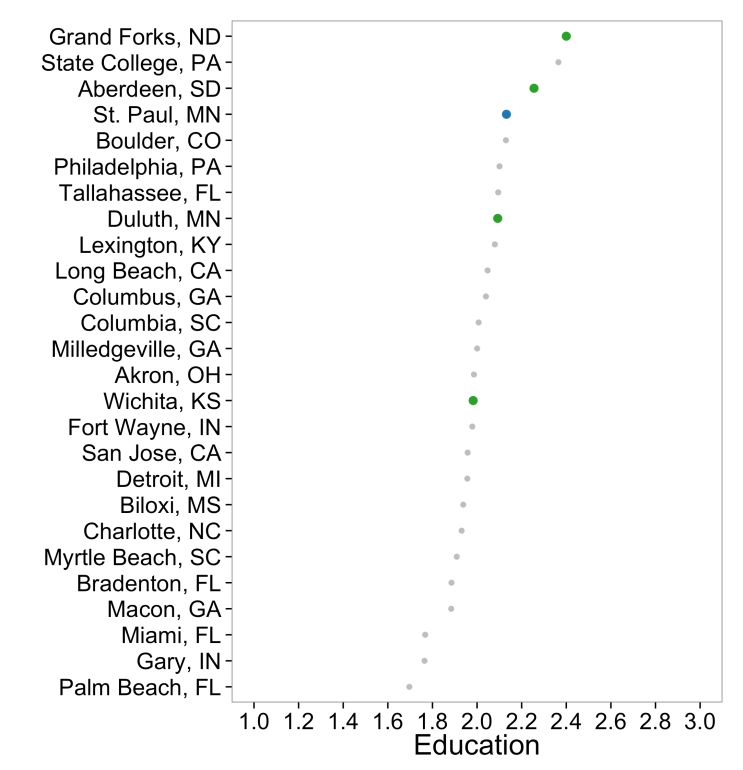 Grand Forks, ND
State College, PA
Aberdeen, SD
St. Paul, MN
Boulder, CO
Philadelphia, PA
Tallahassee, FL
Duluth, MN
Lexington, KY
Long Beach, CA
Columbus, GA
Columbia, SC
Milledgeville, GA
Akron, OH
Wichita, KS
Fort Wayne, IN
San Jose, CA
Detroit, MI
Biloxi, MS
Charlotte, NC
Myrtle Beach, SC
Bradenton, FL
Macon, GA
Miami, FL
Gary, IN
Palm Beach, FL
1.0 1.2 1.4 1.6 1.8 2.0 2.2 2.4 2.6 2.8 3.0
Education